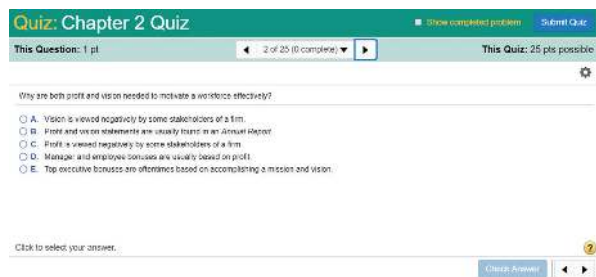 Quiz: Chapter 2 Quiz
Show completed problem
Submit Quiz
This Question: 1 pt
2 of 25 (0 complete)
This Quiz: 25 pts possible
Why are both profit and vision needed to motivate a workforce effectively?
A. Vision is viewed negatively by some stakeholders of a firm.
B. Profit and vision statements are usually found in an Annual Report.
C. Profit is viewed negatively by some stakeholders of a firm.
D. Manager and employee bonuses are usually based on profit.
E. Top executive bonuses are oftentimes based on accomplishing a mission and vision.
Click to select your answer.
?
Check Answer